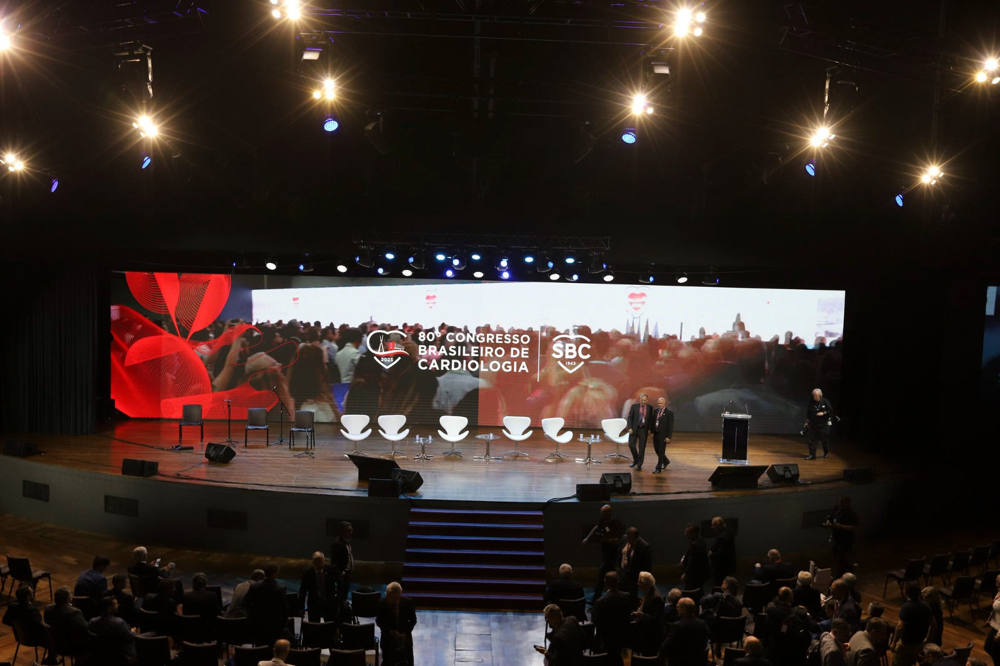 80º CONGRESSO
BRASILEIRO DE
CARDIOLOGIA
2025
SBC
1943